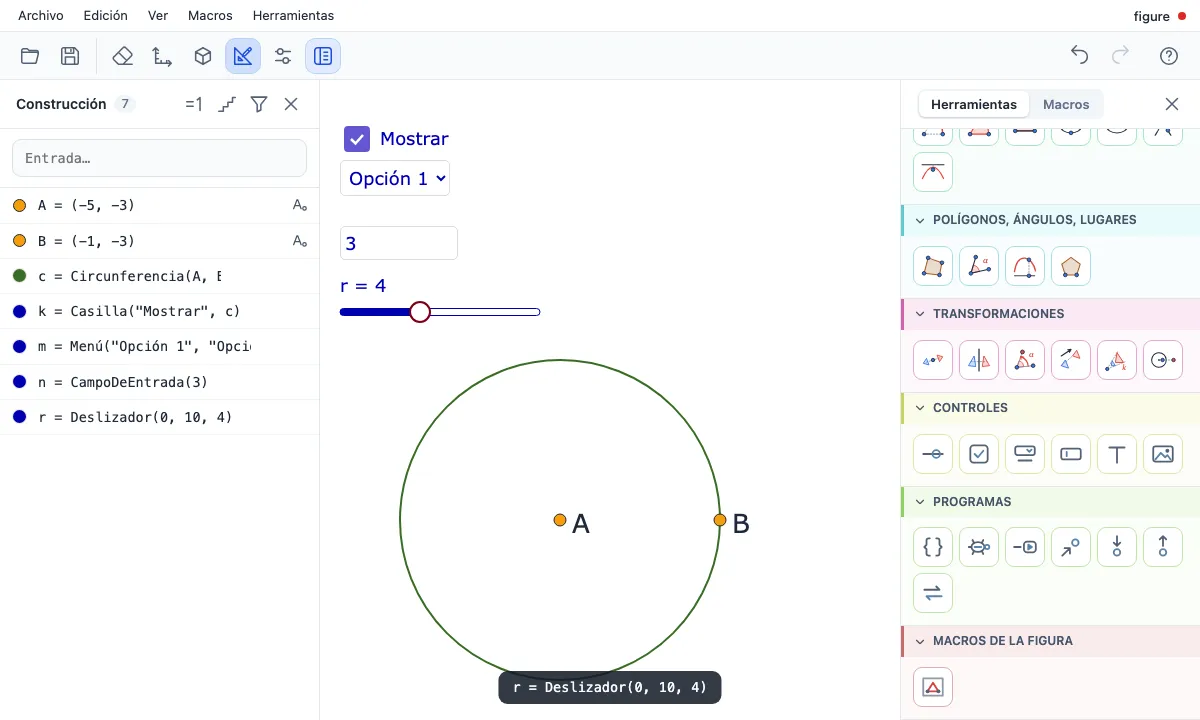 Archivo Edición Ver Macros Herramientas figure
Construcción 7 =1 Herramientas Macros
Entrada…
A = (-5, -3)
B = (-1, -3)
c = Circunferencia(A, B
k = Casilla("Mostrar", c)
m = Menú("Opción 1", "Opci
n = CampoDeEntrada(3)
r = Deslizador(0, 10, 4)
Mostrar
Opción 1
3
r = 4
A
B
r = Deslizador(0, 10, 4)
POLÍGONOS, ÁNGULOS, LUGARES
TRANSFORMACIONES
CONTROLES
PROGRAMAS
MACROS DE LA FIGURA